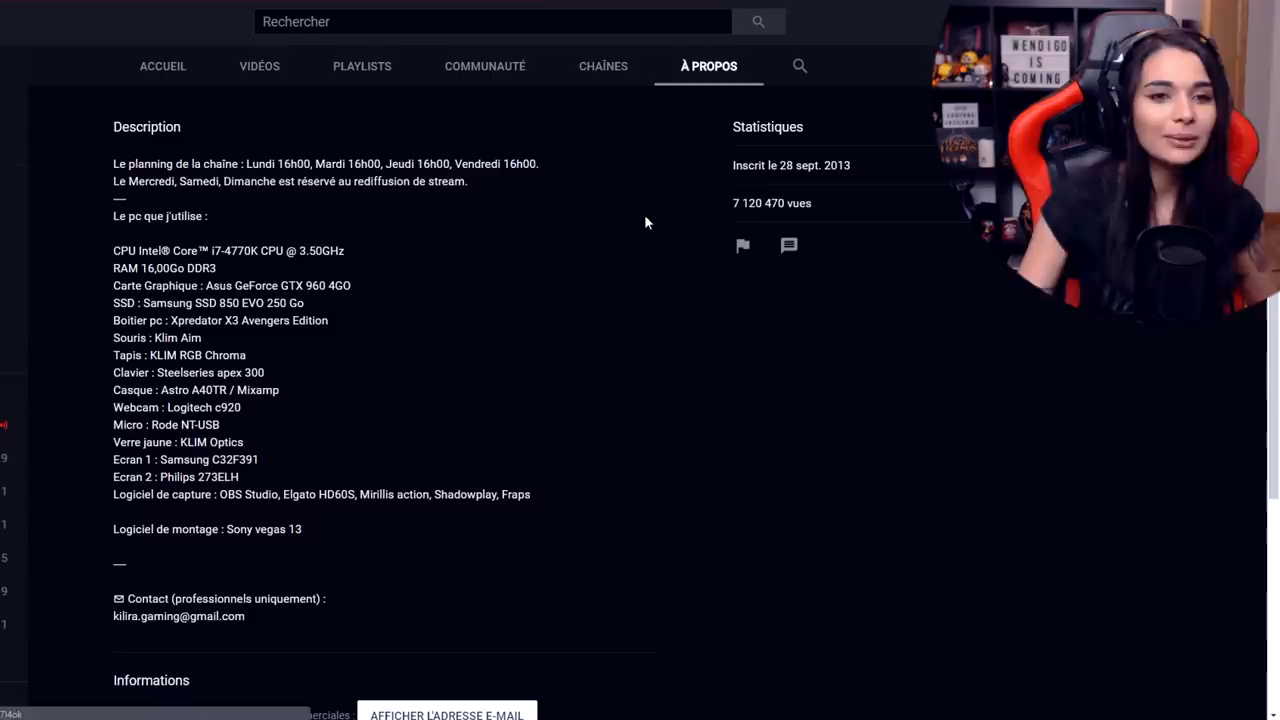 Rechercher
ACCUEIL
VIDÉOS
PLAYLISTS
COMMUNAUTÉ
CHAÎNES
À PROPOS
WENDIGO
IS
COMING
Description
Le planning de la chaîne : Lundi 16h00, Mardi 16h00, Jeudi 16h00, Vendredi 16h00.
Le Mercredi, Samedi, Dimanche est réservé au rediffusion de stream.
—
Le pc que j'utilise :
CPU Intel® Core™ i7-4770K CPU @ 3.50GHz
RAM 16,00Go DDR3
Carte Graphique : Asus GeForce GTX 960 4GO
SSD : Samsung SSD 850 EVO 250 Go
Boitier pc : Xpredator X3 Avengers Edition
Souris : Klim Aim
Tapis : KLIM RGB Chroma
Clavier : Steelseries apex 300
Casque : Astro A40TR / Mixamp
Webcam : Logitech c920
Micro : Rode NT-USB
Verre jaune : KLIM Optics
Ecran 1 : Samsung C32F391
Ecran 2 : Philips 273ELH
Logiciel de capture : OBS Studio, Elgato HD60S, Mirillis action, Shadowplay, Fraps
Logiciel de montage : Sony vegas 13
—
Contact (professionnels uniquement) :
kilira.gaming@gmail.com
Informations
erciales :
AFFICHER L'ADRESSE E-MAIL
Statistiques
Inscrit le 28 sept. 2013
7 120 470 vues
9
1
1
5
9
1